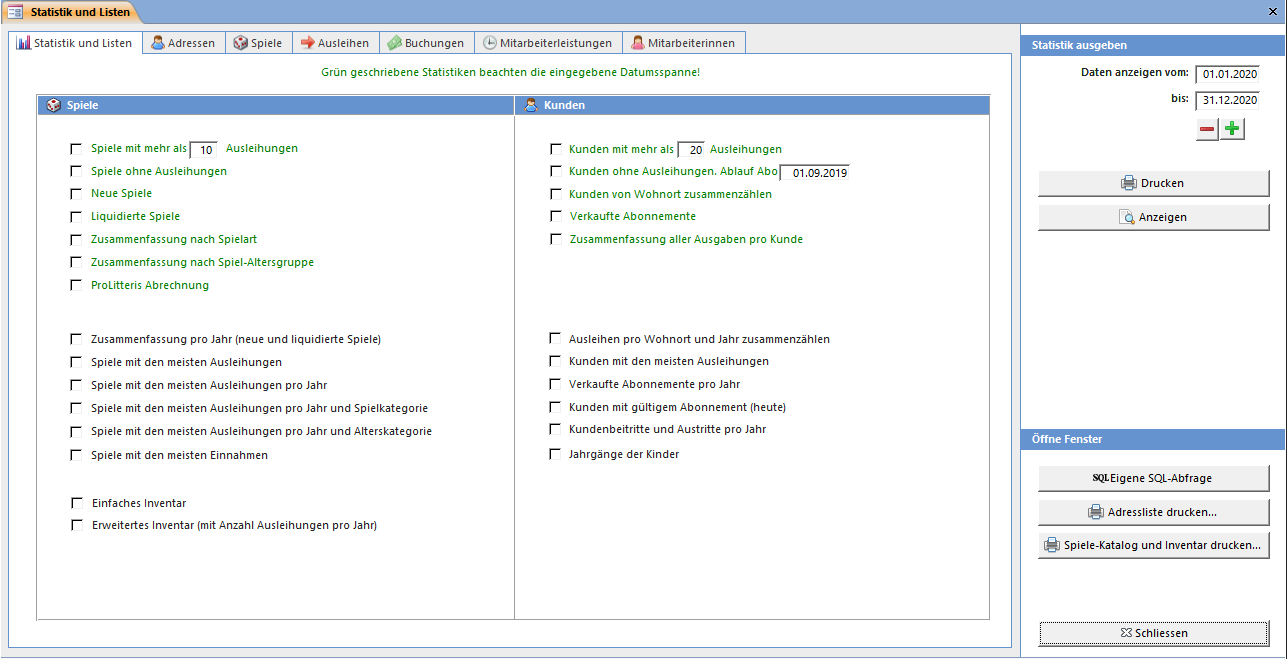 Statistik und Listen
Statistik und Listen Adressen Spiele Ausleihen Buchungen Mitarbeiterleistungen Mitarbeiterinnen
Grün geschriebene Statistiken beachten die eingegebene Datumsspanne!
Spiele
Spiele mit mehr als 10 Ausleihungen
Spiele ohne Ausleihungen
Neue Spiele
Liquidierte Spiele
Zusammenfassung nach Spielart
Zusammenfassung nach Spiel-Altersgruppe
ProLitteris Abrechnung
Zusammenfassung pro Jahr (neue und liquidierte Spiele)
Spiele mit den meisten Ausleihungen
Spiele mit den meisten Ausleihungen pro Jahr
Spiele mit den meisten Ausleihungen pro Jahr und Spielkategorie
Spiele mit den meisten Ausleihungen pro Jahr und Alterskategorie
Spiele mit den meisten Einnahmen
Einfaches Inventar
Erweitertes Inventar (mit Anzahl Ausleihungen pro Jahr)
Kunden
Kunden mit mehr als 20 Ausleihungen
Kunden ohne Ausleihungen. Ablauf Abo 01.09.2019
Kunden von Wohnort zusammenzählen
Verkaufte Abonnemente
Zusammenfassung aller Ausgaben pro Kunde
Ausleihen pro Wohnort und Jahr zusammenzählen
Kunden mit den meisten Ausleihungen
Verkaufte Abonnemente pro Jahr
Kunden mit gültigem Abonnement (heute)
Kundenbeitritte und Austritte pro Jahr
Jahrgänge der Kinder
Statistik ausgeben
Daten anzeigen vom: 01.01.2020
bis: 31.12.2020
Drucken
Anzeigen
Öffne Fenster
SQL Eigene SQL-Abfrage
Adressliste drucken...
Spiele-Katalog und Inventar drucken...
Schliessen